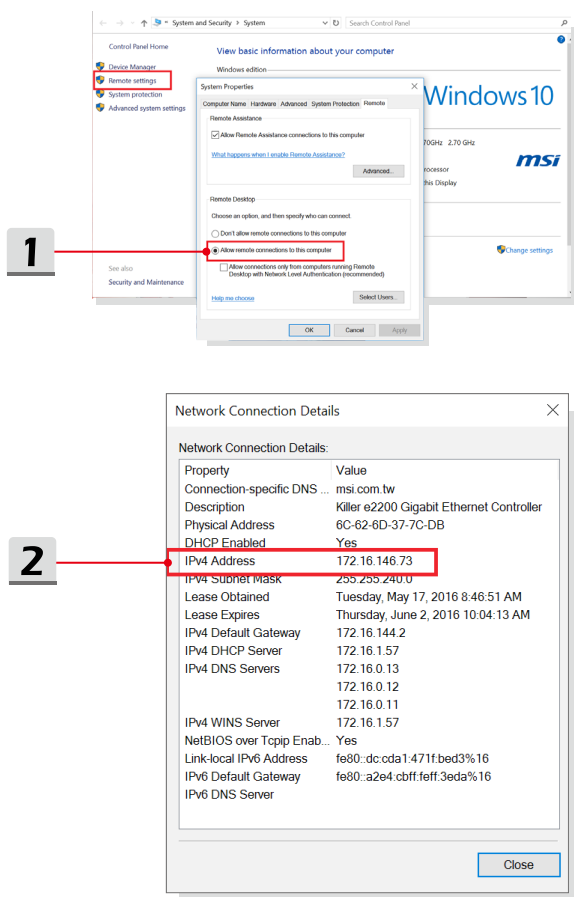 System and Security > System
Search Control Panel
Control Panel Home
Device Manager
Remote settings
System protection
Advanced system settings
See also
Security and Maintenance
View basic information about your computer
Windows edition
Windows 10
70GHz 2.70 GHz
msi
rocessor
this Display
Change settings
System Properties
Computer Name Hardware Advanced System Protection Remote
Remote Assistance
Allow Remote Assistance connections to this computer
What happens when I enable Remote Assistance?
Advanced...
Remote Desktop
Choose an option, and then specify who can connect.
Don't allow remote connections to this computer
Allow remote connections to this computer
Allow connections only from computers running Remote
Desktop with Network Level Authentication (recommended)
Help me choose
Select Users...
OK Cancel Apply
1
Network Connection Details
Network Connection Details:
Property Value
Connection-specific DNS ... msi.com.tw
Description Killer e2200 Gigabit Ethernet Controller
Physical Address 6C-62-6D-37-7C-DB
DHCP Enabled Yes
2
IPv4 Address 172.16.146.73
IPv4 Subnet Mask 255.255.240.0
Lease Obtained Tuesday, May 17, 2016 8:46:51 AM
Lease Expires Thursday, June 2, 2016 10:04:13 AM
IPv4 Default Gateway 172.16.144.2
IPv4 DHCP Server 172.16.1.57
IPv4 DNS Servers 172.16.0.13
172.16.0.12
172.16.0.11
IPv4 WINS Server 172.16.1.57
NetBIOS over Tcpip Enab... Yes
Link-local IPv6 Address fe80::dc:cda1:471f:bed3%16
IPv6 Default Gateway fe80::a2e4:cbff:feff:3eda%16
IPv6 DNS Server
Close